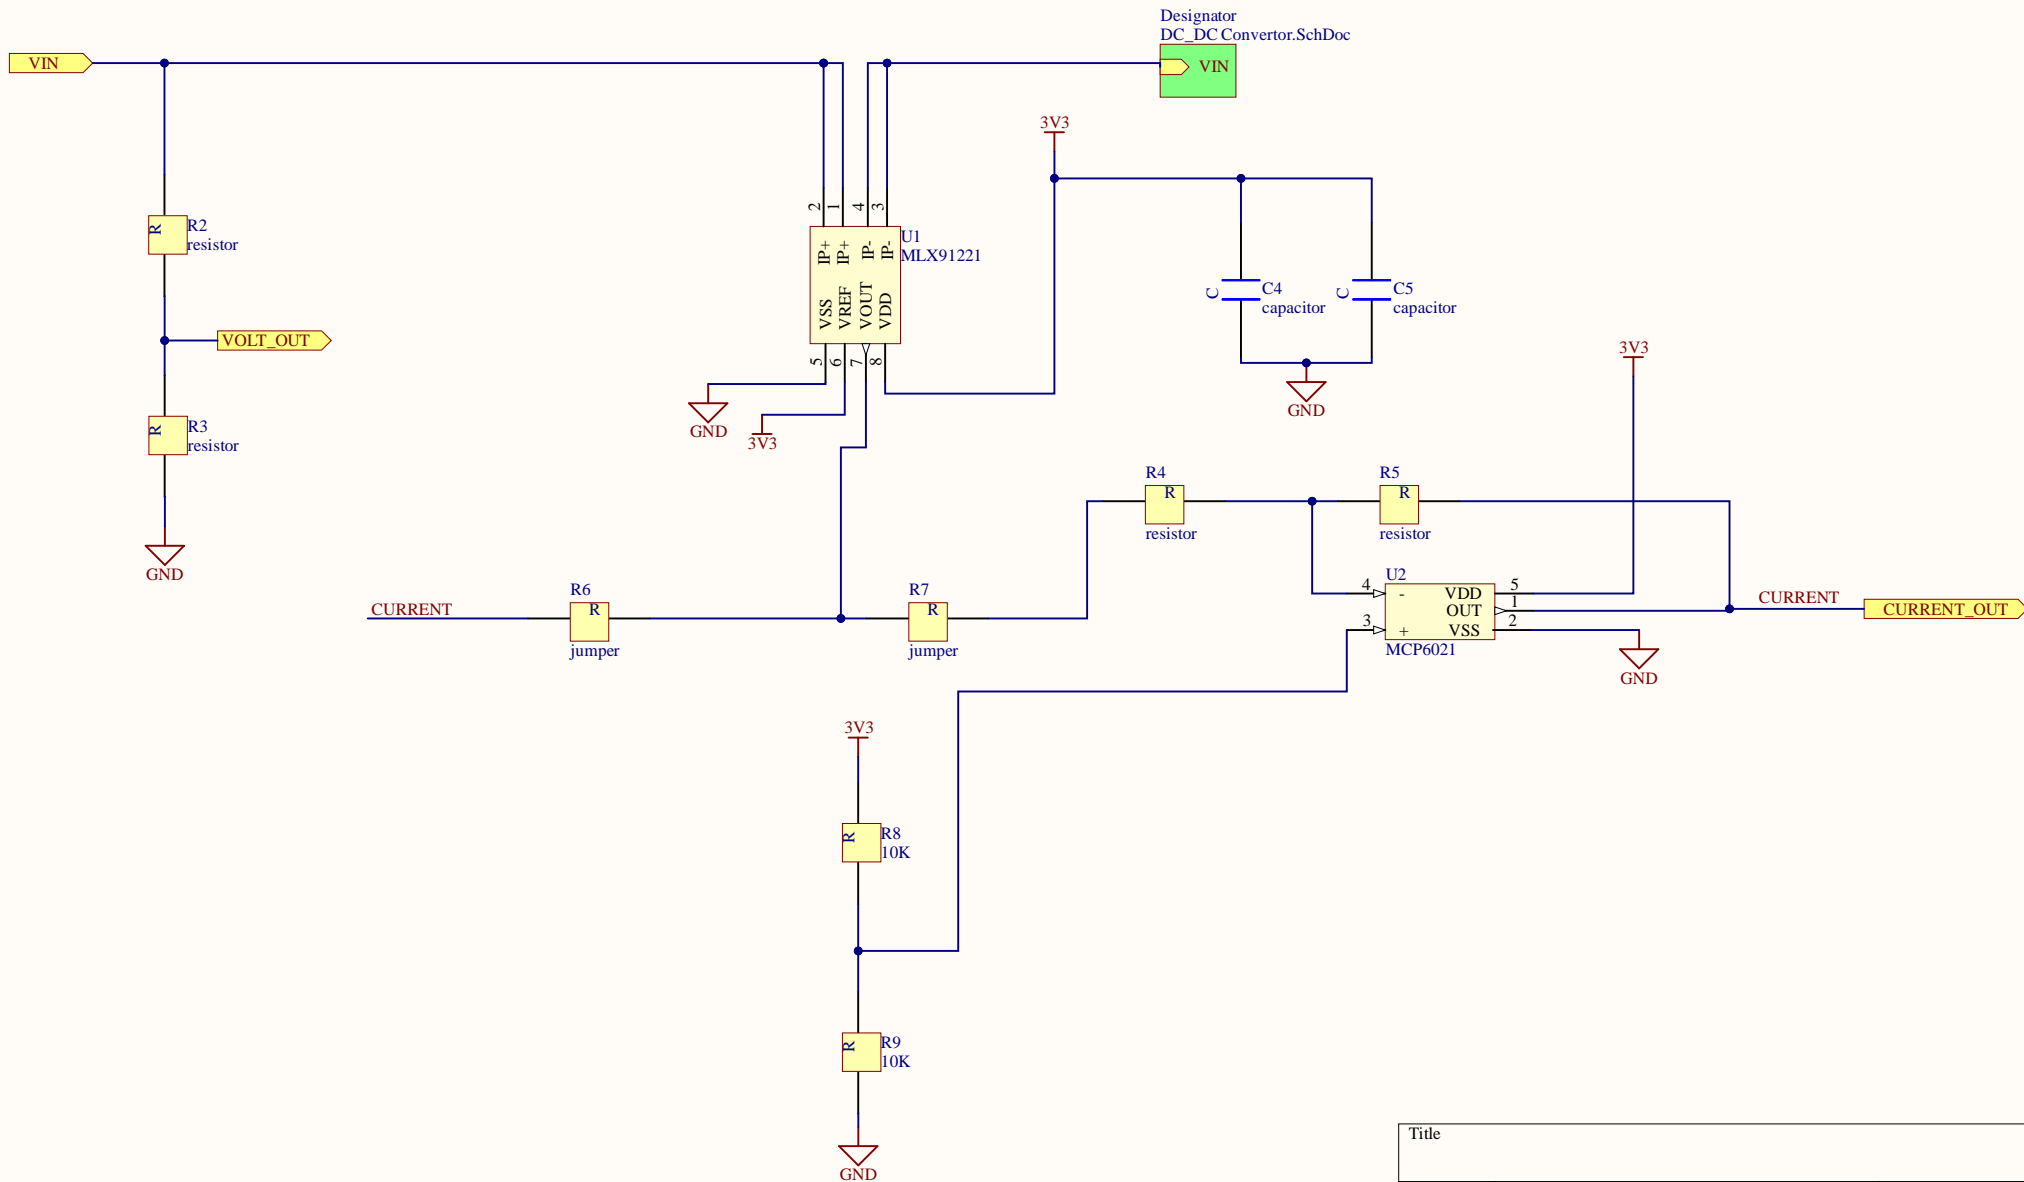 Designator
DC_DC Convertor.SchDoc
VIN
VIN
3V3
2
1
4
3
R
R2
resistor
IP+
IP+
IP-
IP-
U1
MLX91221
VSS
VREF
VOUT
VDD
C
C4
capacitor
C
C5
capacitor
VOLT_OUT
5
6
7
8
3V3
GND
GND
3V3
R
R3
resistor
R4
R
resistor
R5
R
resistor
GND
U2
4
-
VDD
5
OUT
1
3
+
VSS
2
MCP6021
CURRENT
CURRENT_OUT
GND
CURRENT
R6
R
jumper
R7
R
jumper
3V3
R
R8
10K
R
R9
10K
GND
Title